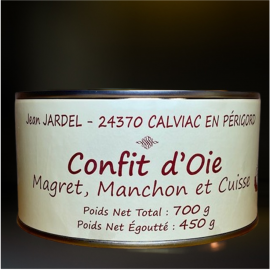 Jean JARDEL - 24370 CALVIAC EN PÉRIGORD
Confit d'Oie
Magret, Manchon et Cuisse
Poids Net Total : 700 g
Poids Net Égoutté : 450 g